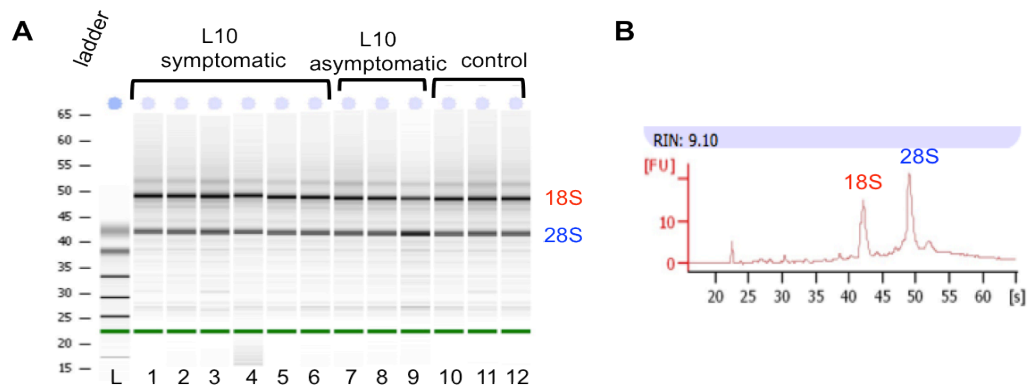 A
ladder
L10
symptomatic
L10
asymptomatic
control
65
60
55
50
45
40
35
30
25
20
15
18S
28S
L 1 2 3 4 5 6 7 8 9 10 11 12
B
RIN: 9.10
[FU]
28S
18S
10
0
20 25 30 35 40 45 50 55 60 [s]